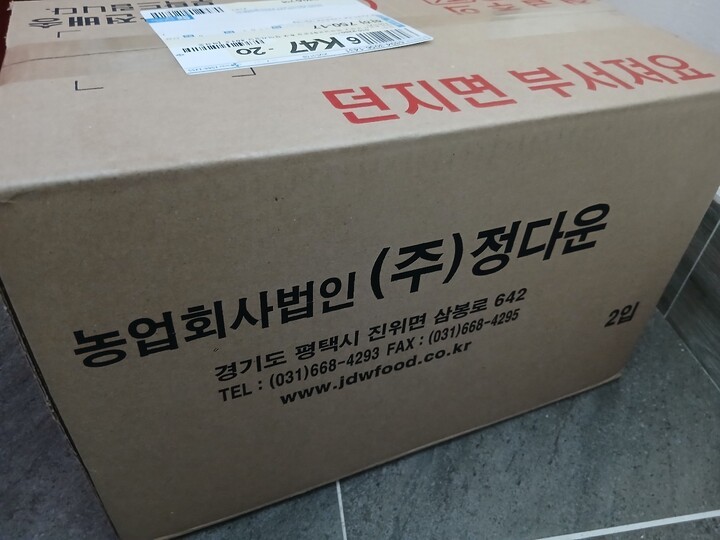 6 K47 -20
던지면 부서져요
농업회사법인 (주)정다운
경기도 평택시 진위면 삼봉로 642
TEL : (031)668-4293 FAX : (031)668-4295
www.jdwfood.co.kr
2입